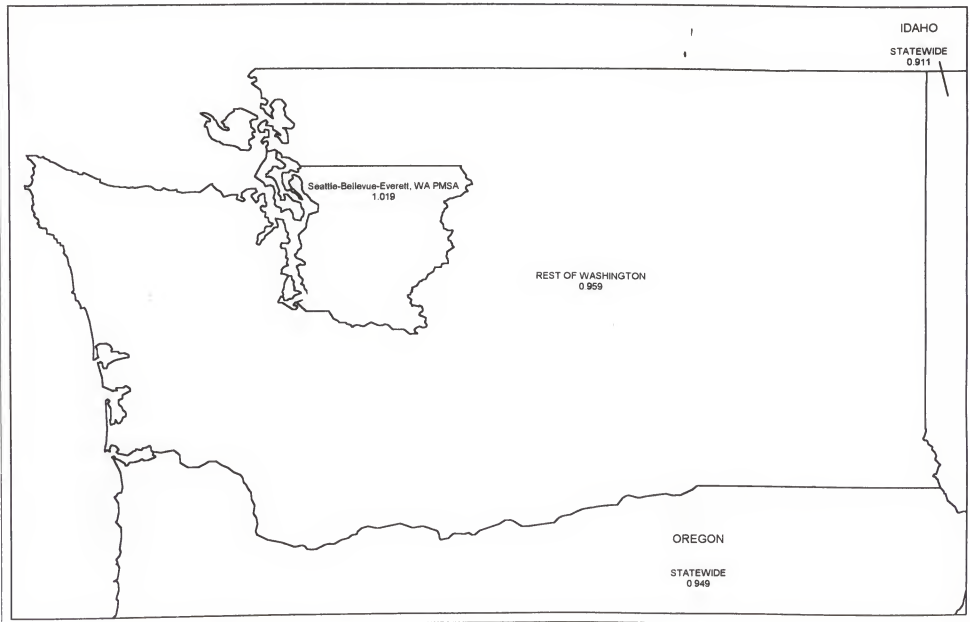 IDAHO
STATEWIDE
0.911
Seattle-Bellevue-Everett, WA PMSA
1.019
REST OF WASHINGTON
0.959
OREGON
STATEWIDE
0.949